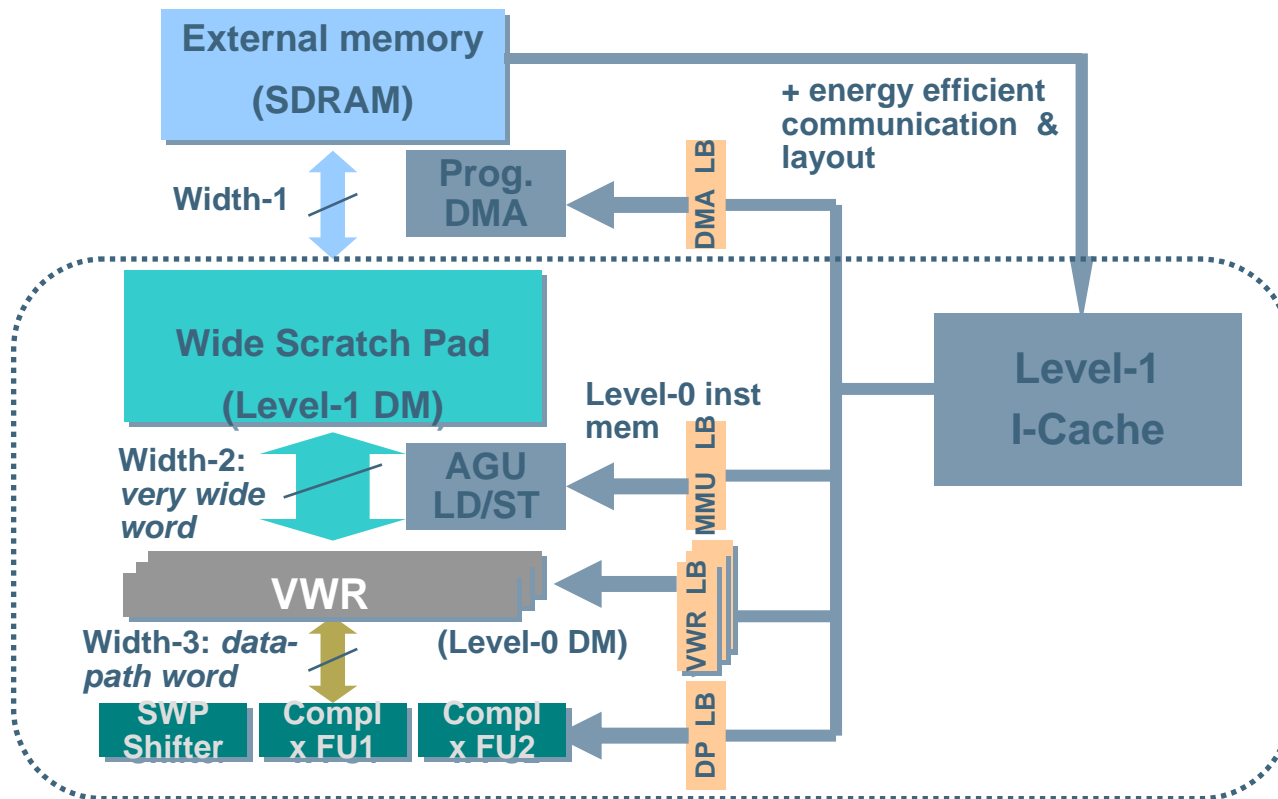 External memory
(SDRAM)
+ energy efficient
communication &
layout
Width-1
Prog.
DMA
DMA LB
Wide Scratch Pad
(Level-1 DM)
Level-1
I-Cache
Level-0 inst
mem
Width-2:
very wide
word
AGU
LD/ST
MMU LB
VWR
VWR LB
Width-3: data-
path word
(Level-0 DM)
SWP
Shifter
Compl
x FU1
Compl
x FU2
DP LB